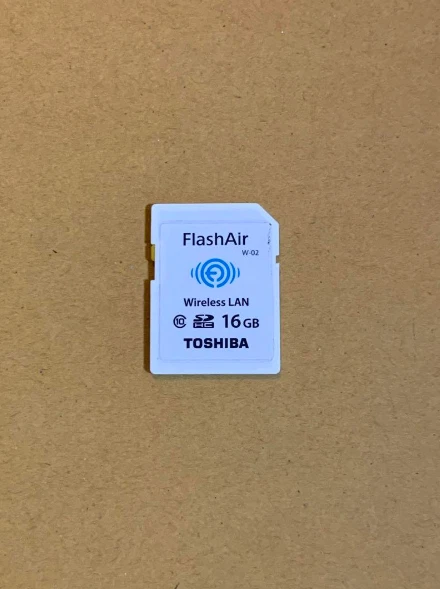 FlashAir
W-02
Wireless LAN
10 SD HC 16GB
TOSHIBA